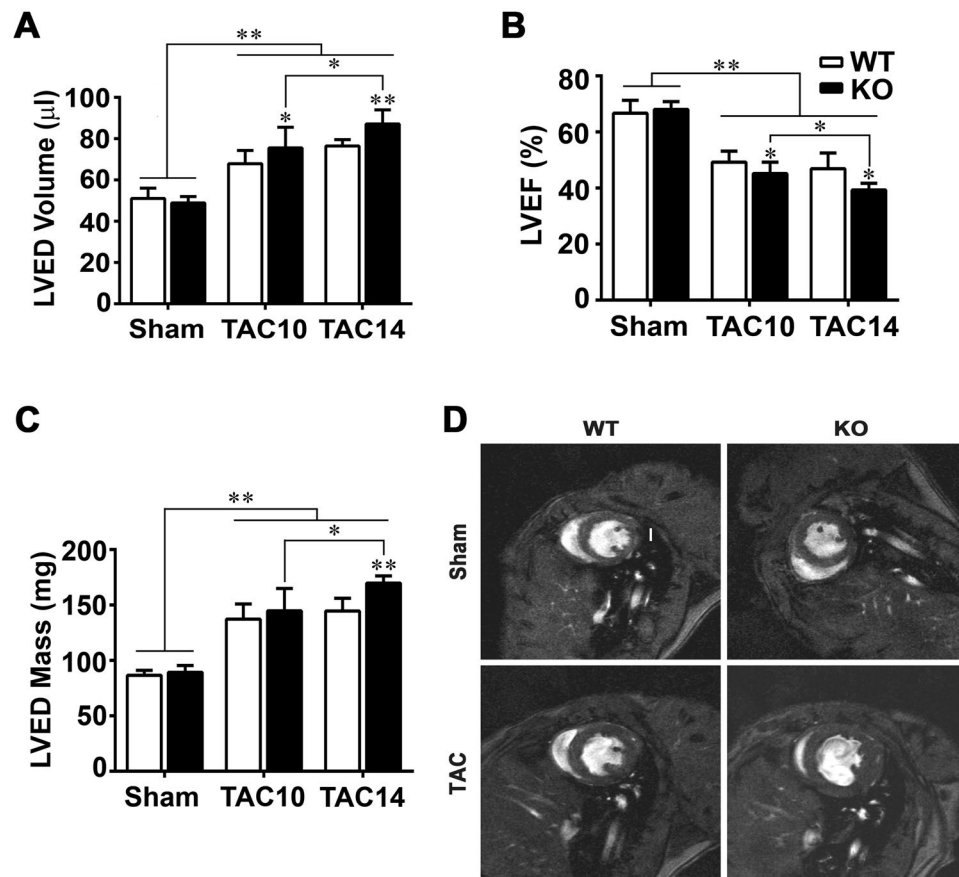 A
**
*
* **
100
80
60
40
20
0
LVED Volume (μl)
Sham TAC10 TAC14
B
WT
KO
**
*
*
*
80
60
40
20
0
LVEF (%)
Sham TAC10 TAC14
C
**
*
**
200
150
100
50
0
LVED Mass (mg)
Sham TAC10 TAC14
D
WT KO
Sham
TAC